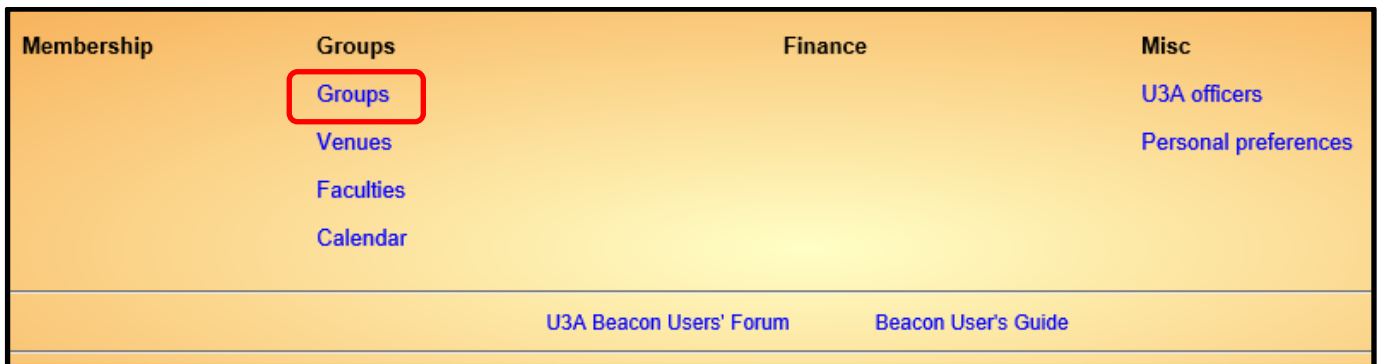 Membership Groups Finance Misc
Groups U3A officers
Venues Personal preferences
Faculties
Calendar
U3A Beacon Users' Forum Beacon User's Guide